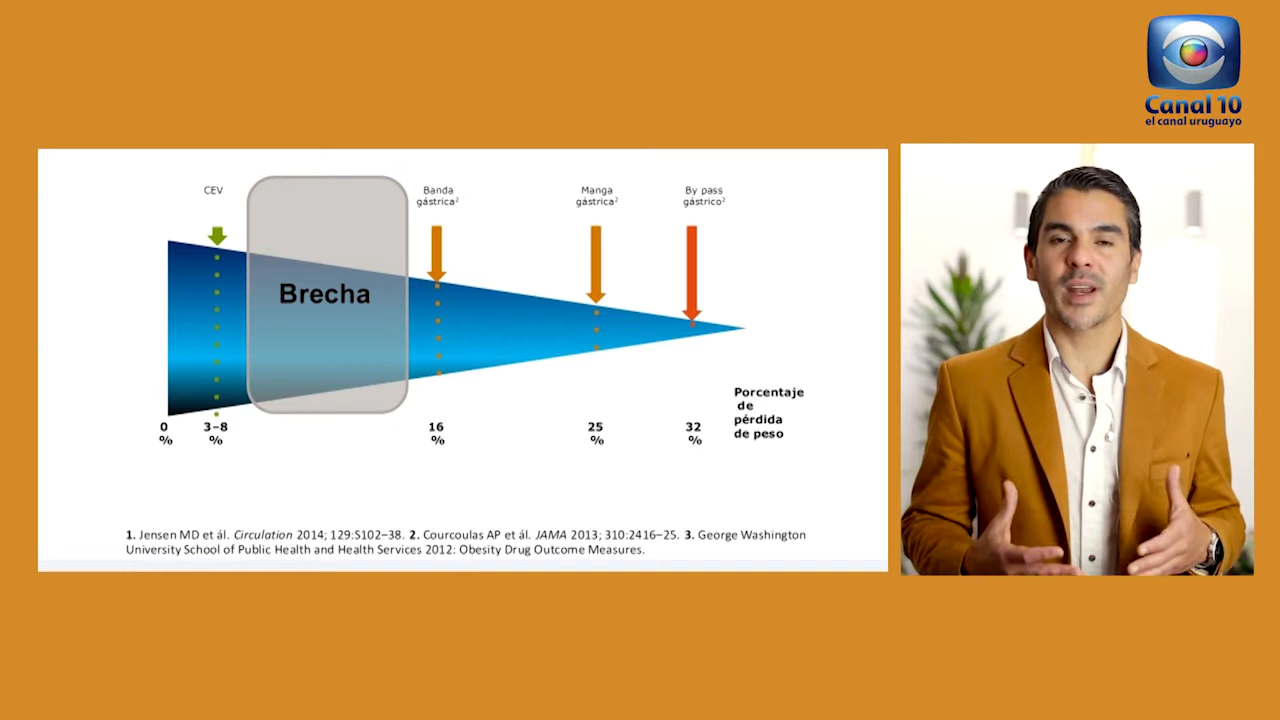 Canal 10
el canal uruguayo
CEV
Brecha
Banda
gástrica²
Manga
gástrica²
By pass
gástrico²
0
%
3–8
%
16
%
25
%
32
%
Porcentaje
de
pérdida
de peso
1. Jensen MD et ál. Circulation 2014; 129:S102–38. 2. Courcoulas AP et ál. JAMA 2013; 310:2416–25. 3. George Washington
University School of Public Health and Health Services 2012: Obesity Drug Outcome Measures.